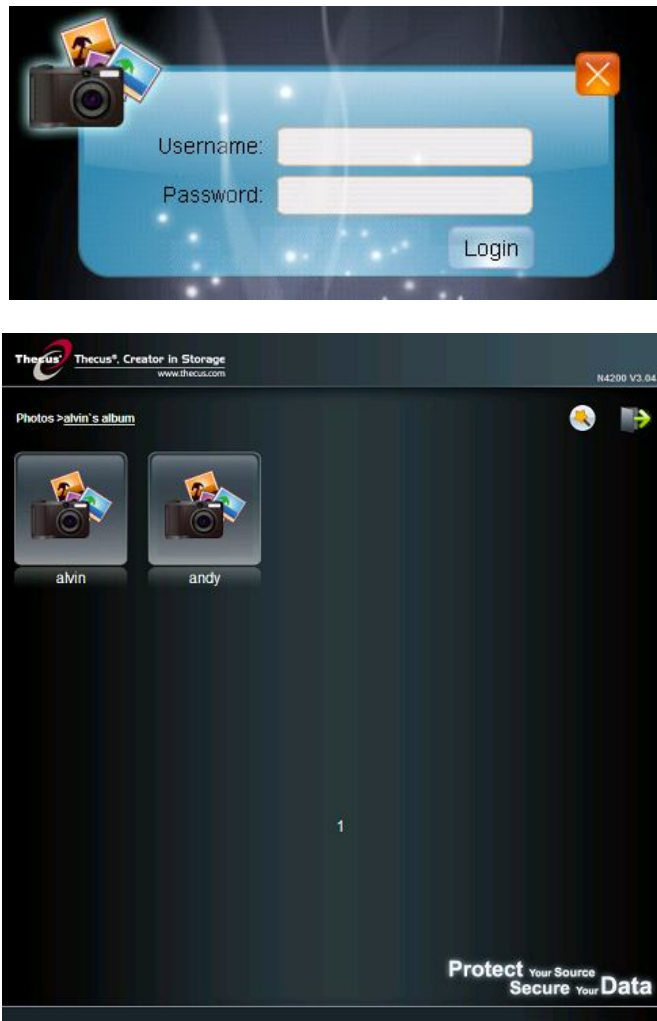 Username:
Password:
Login
Thecus® Thecus®, Creator in Storage
www.thecus.com
N4200 V3.04
Photos >alvin`s album
alvin
andy
1
Protect Your Source
Secure Your Data